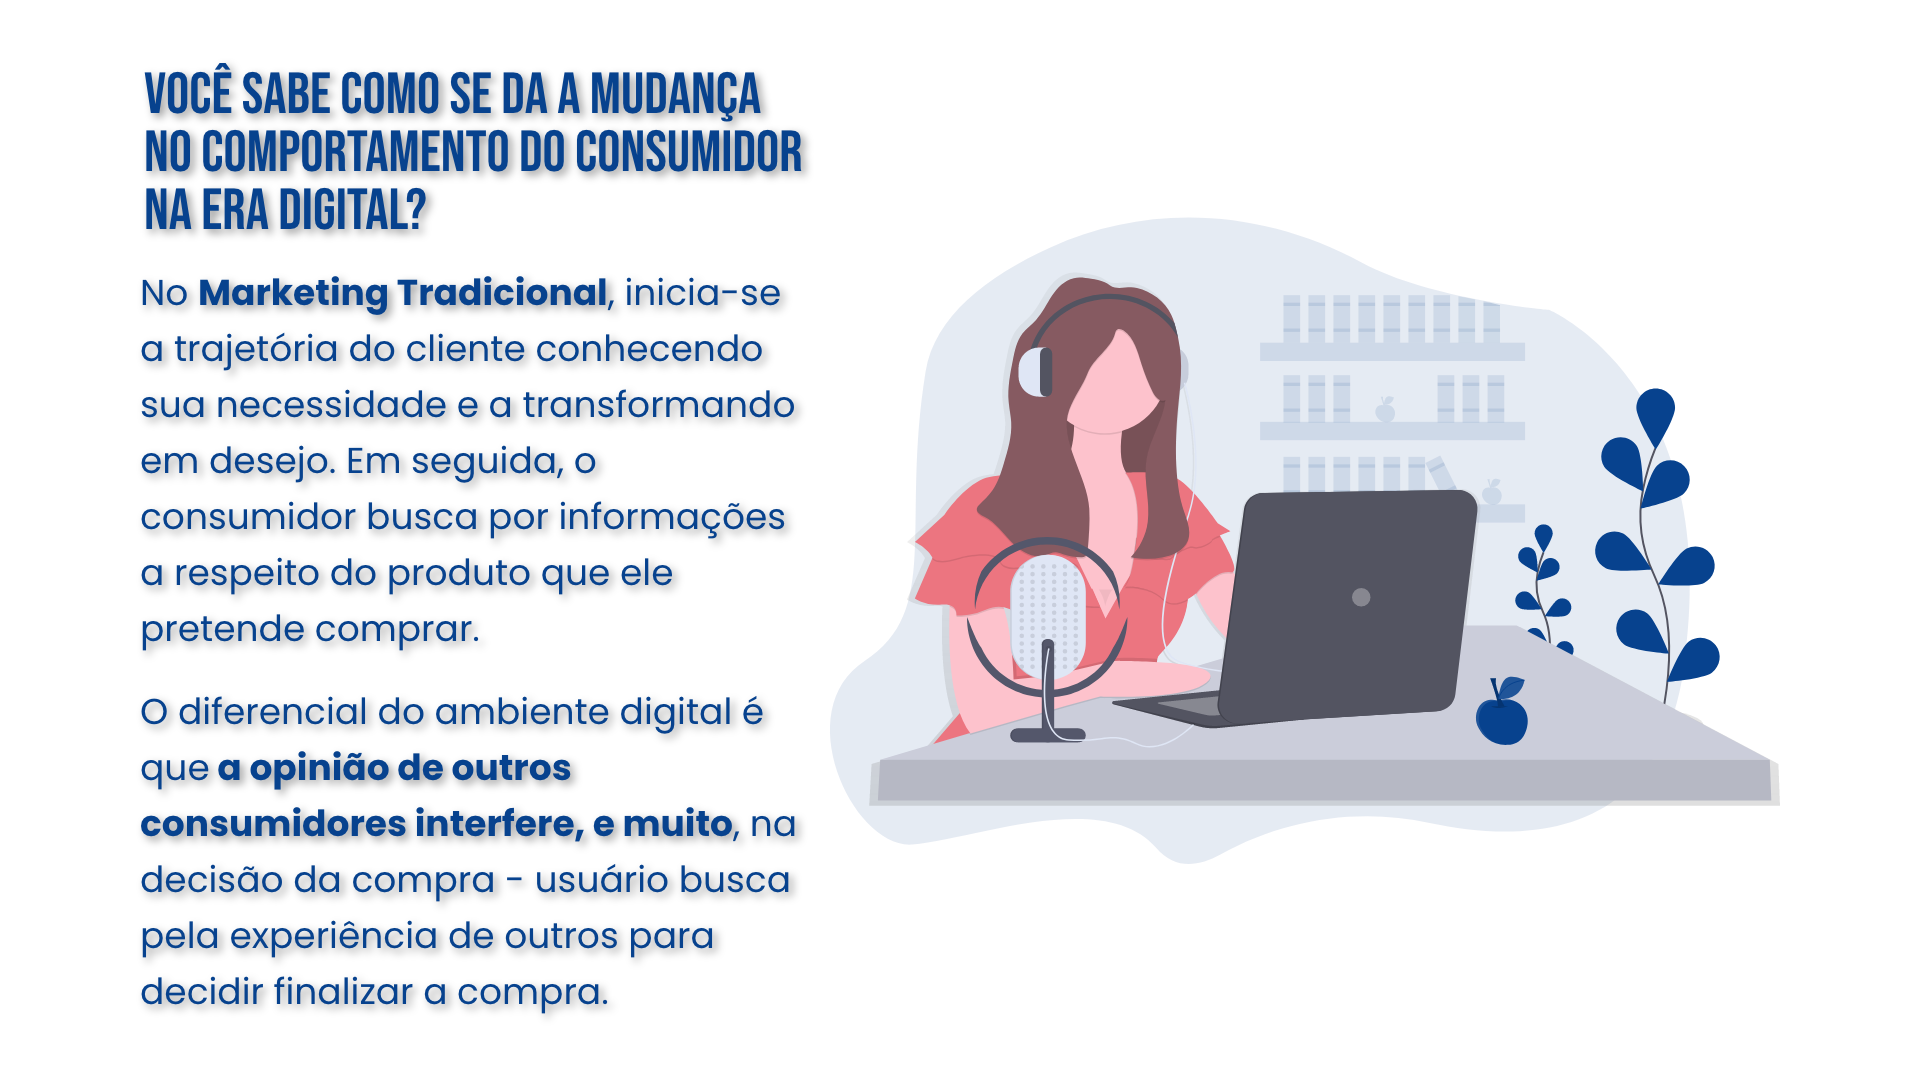 VOCÊ SABE COMO SE DA A MUDANÇA
NO COMPORTAMENTO DO CONSUMIDOR
NA ERA DIGITAL?
No Marketing Tradicional, inicia-se
a trajetória do cliente conhecendo
sua necessidade e a transformando
em desejo. Em seguida, o
consumidor busca por informações
a respeito do produto que ele
pretende comprar.
O diferencial do ambiente digital é
que a opinião de outros
consumidores interfere, e muito, na
decisão da compra - usuário busca
pela experiência de outros para
decidir finalizar a compra.